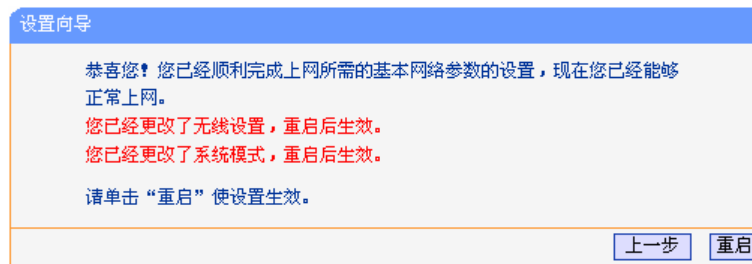 设置向导
恭喜您！您已经顺利完成上网所需的基本网络参数的设置，现在您已经能够
正常上网。
您已经更改了无线设置，重启后生效。
您已经更改了系统模式，重启后生效。
请单击“重启”使设置生效。
上一步 重启